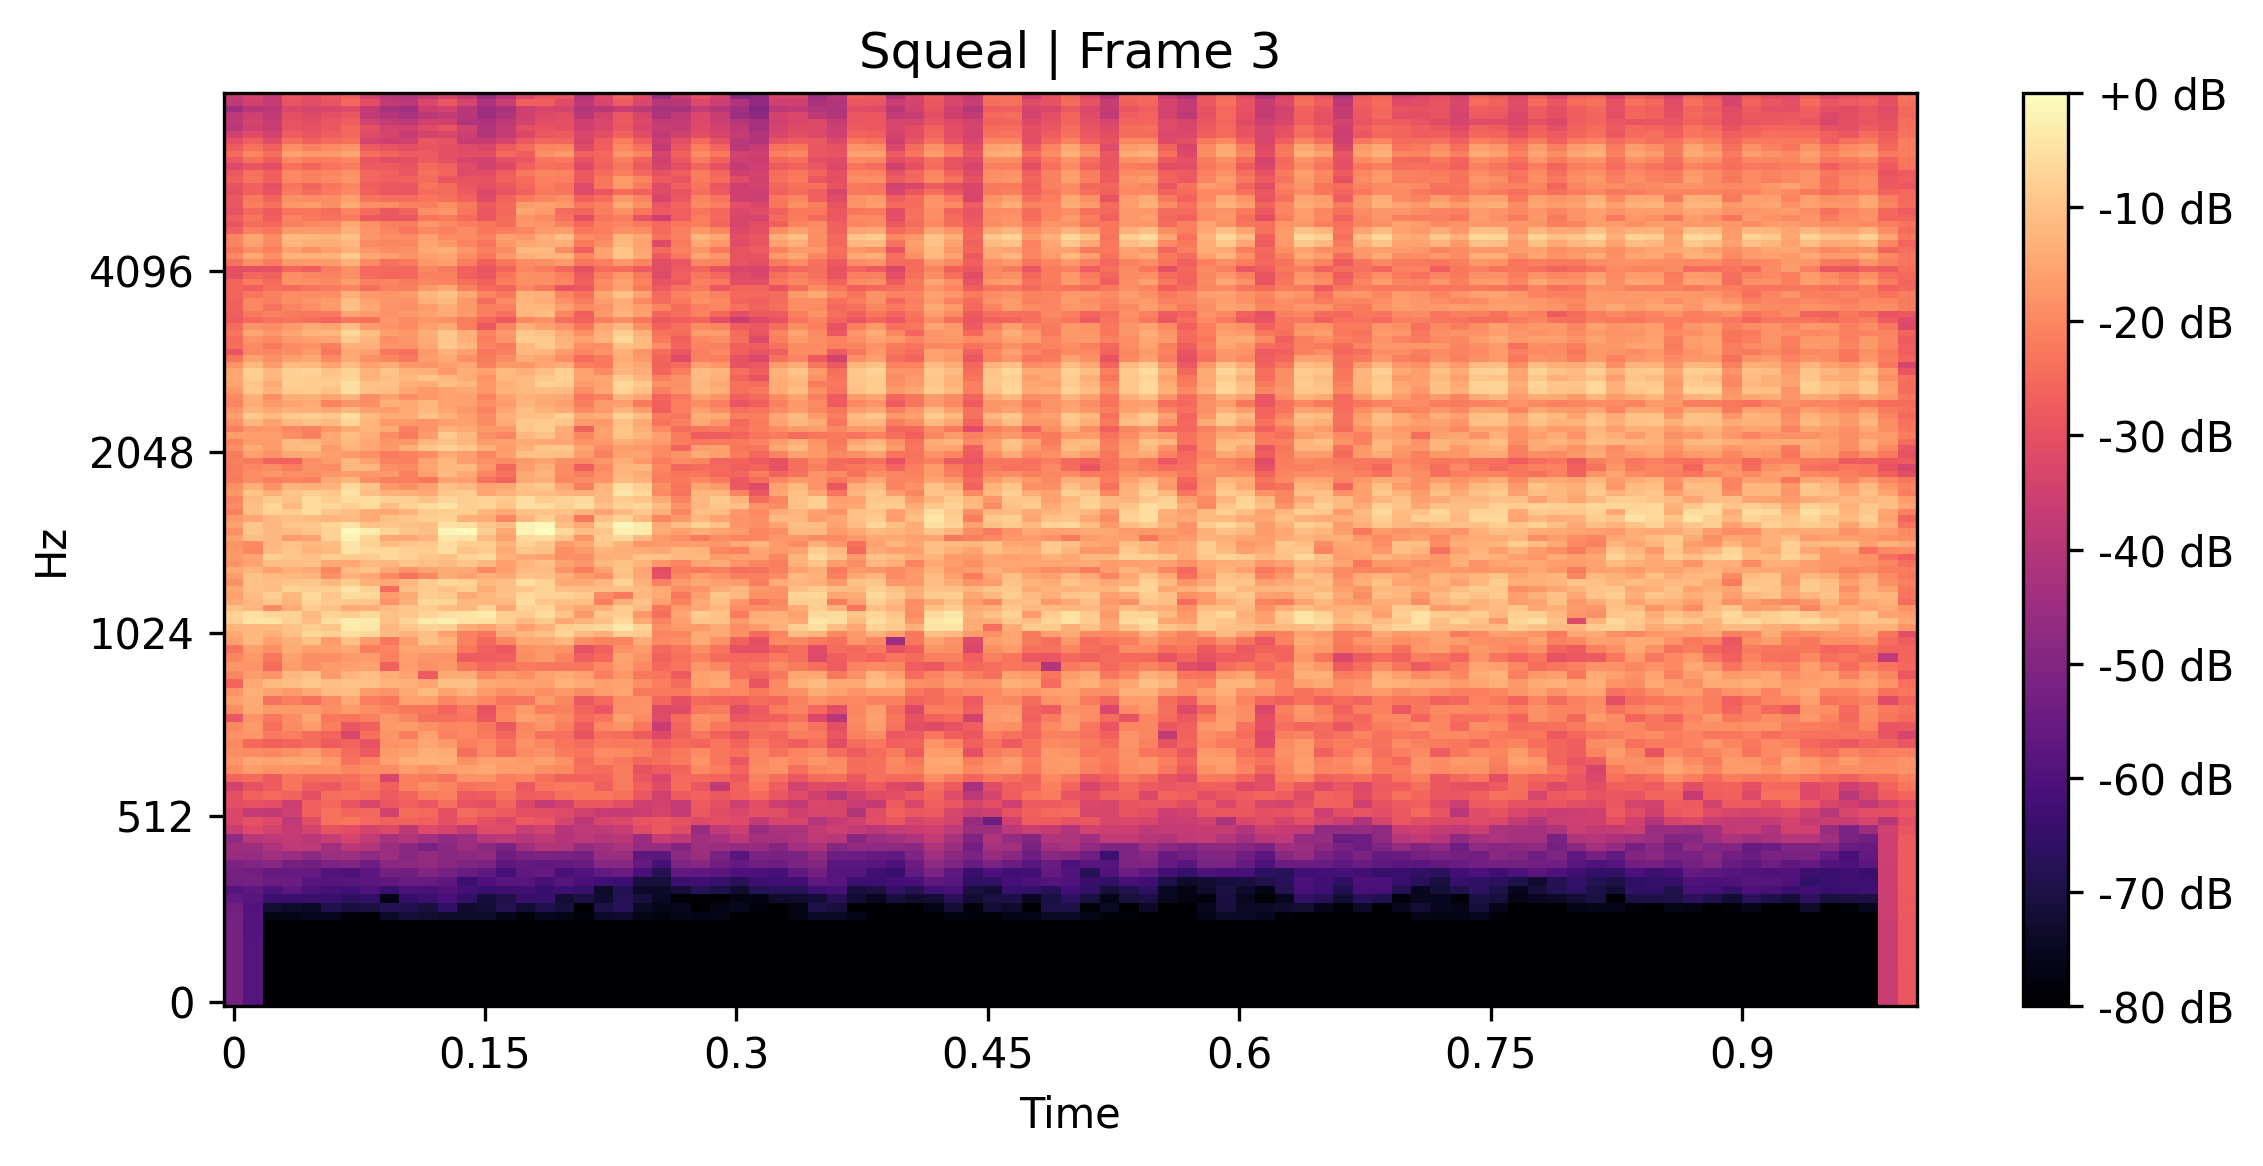 Squeal | Frame 3
+0 dB
-10 dB
4096
-20 dB
-30 dB
2048
-40 dB
Hz
1024
-50 dB
-60 dB
512
-70 dB
0
-80 dB
0 0.15 0.3 0.45 0.6 0.75 0.9
Time